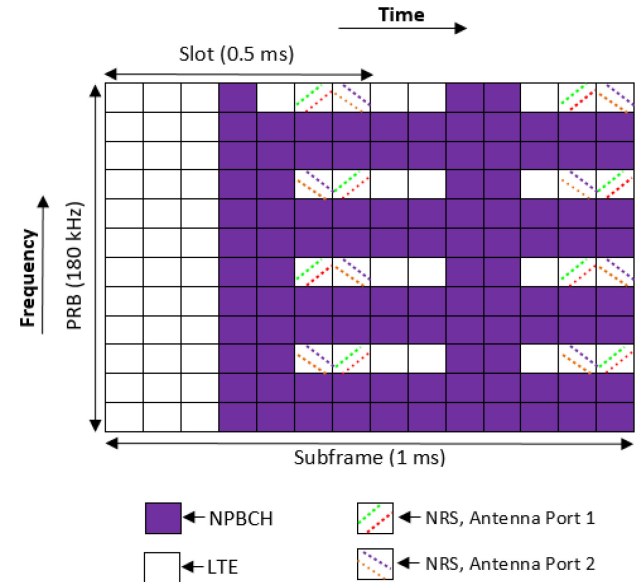 Time
Slot (0.5 ms)
Frequency
PRB (180 kHz)
Subframe (1 ms)
NPBCH
NRS, Antenna Port 1
LTE
NRS, Antenna Port 2